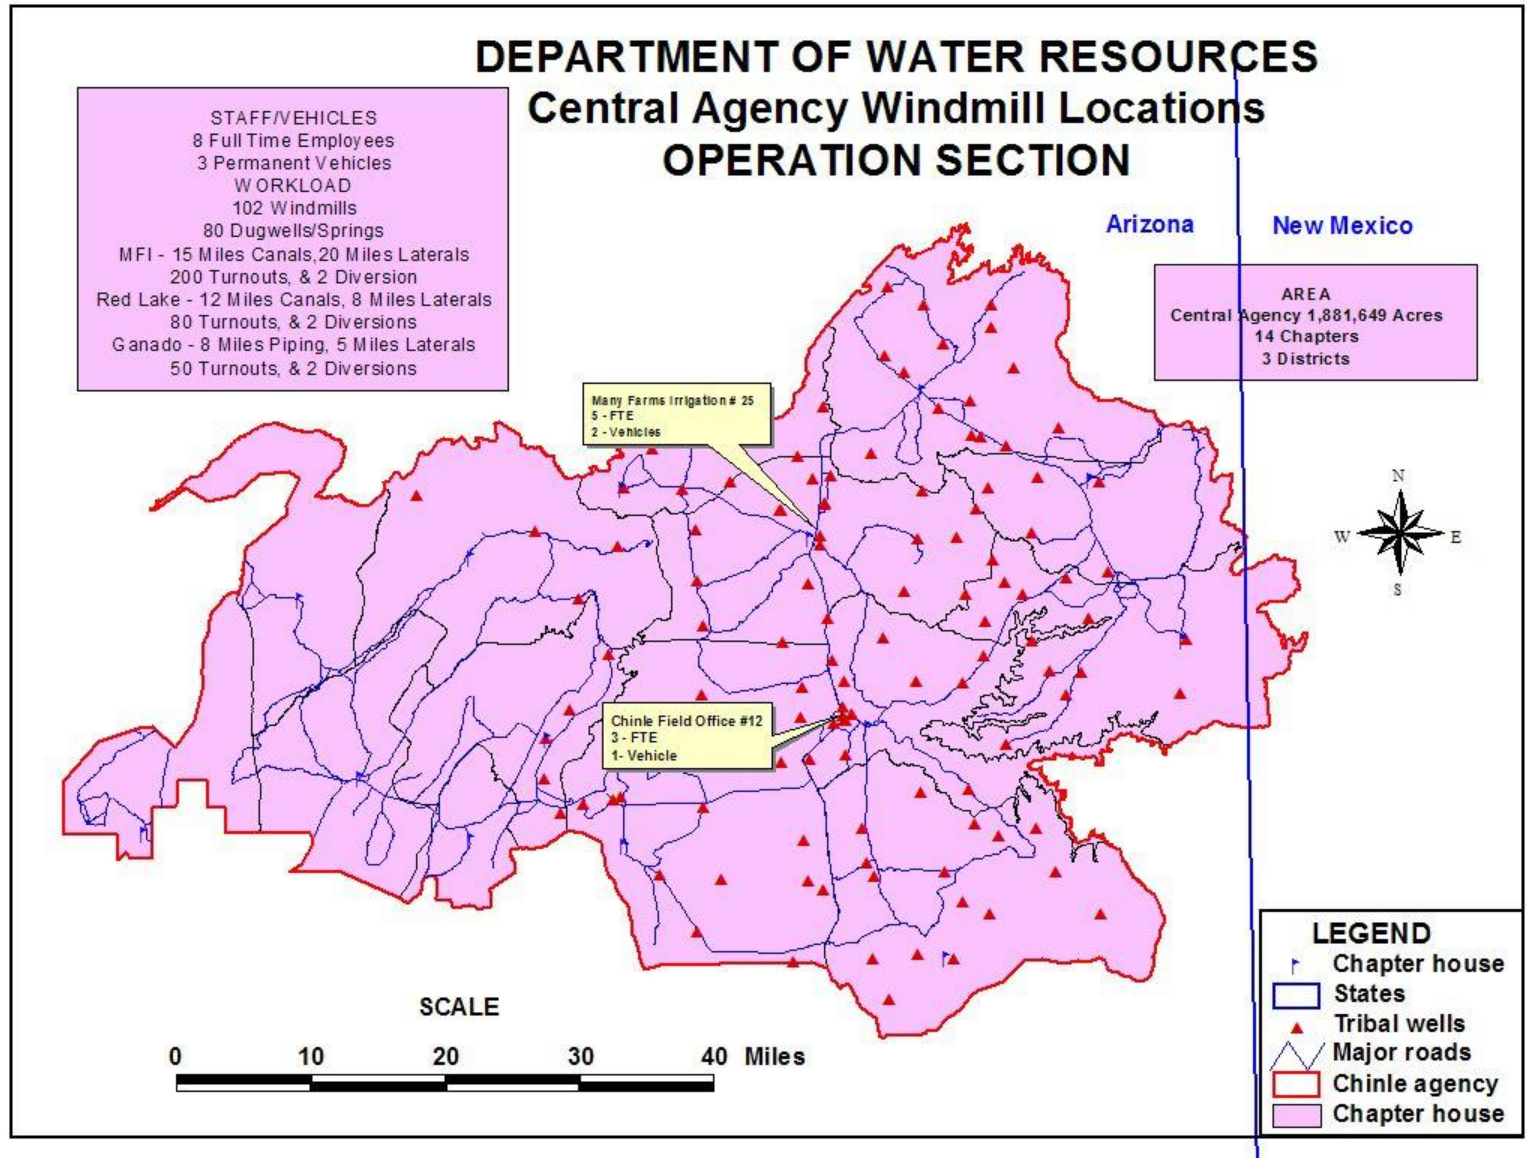 DEPARTMENT OF WATER RESOURCES
Central Agency Windmill Locations
OPERATION SECTION
STAFF/VEHICLES
8 Full Time Employees
3 Permanent Vehicles
WORKLOAD
102 Windmills
80 Dugwells/Springs
MFI - 15 Miles Canals,20 Miles Laterals
200 Turnouts, & 2 Diversion
Red Lake - 12 Miles Canals, 8 Miles Laterals
80 Turnouts, & 2 Diversions
Ganado - 8 Miles Piping, 5 Miles Laterals
50 Turnouts, & 2 Diversions
Arizona
New Mexico
AREA
Central Agency 1,881,649 Acres
14 Chapters
3 Districts
Many Farms Irrigation # 25
5 - FTE
2 - Vehicles
N
W
E
S
Chinle Field Office #12
3 - FTE
1- Vehicle
SCALE
0 10 20 30 40 Miles
LEGEND
Chapter house
States
Tribal wells
Major roads
Chinle agency
Chapter house